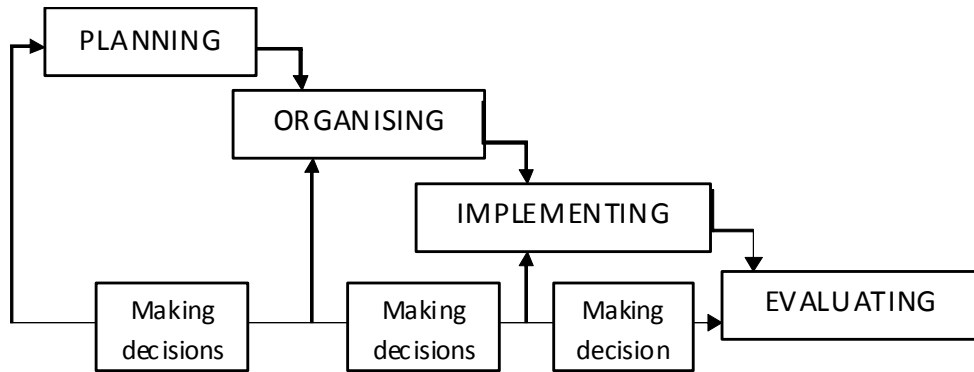 PLANNING
ORGANISING
IMPLEMENTING
EVALUATING
Making
decisions
Making
decisions
Making
decision